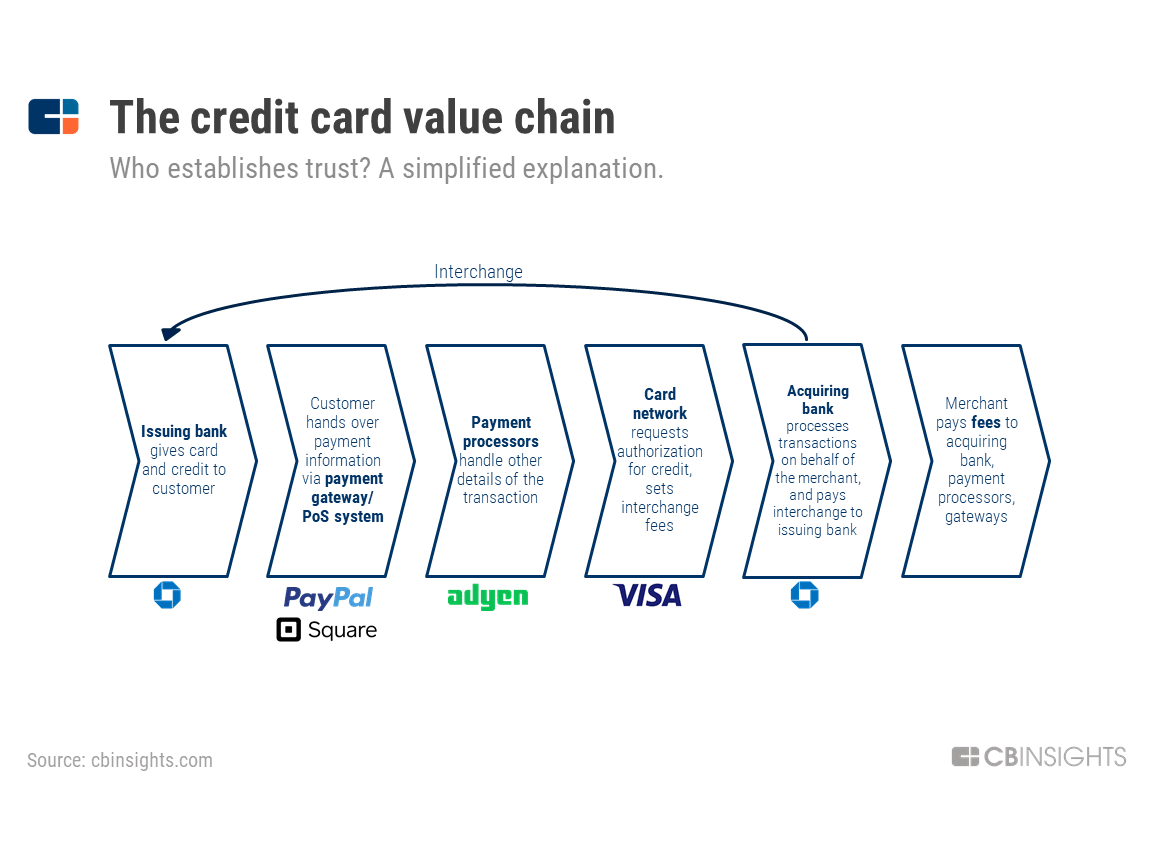 The credit card value chain
Who establishes trust? A simplified explanation.
Interchange
Issuing bank
gives card
and credit to
customer
Customer
hands over
payment
information
via payment
gateway/
PoS system
Payment
processors
handle other
details of the
transaction
Card
network
requests
authorization
for credit,
sets
interchange
fees
Acquiring
bank
processes
transactions
on behalf of
the merchant,
and pays
interchange to
issuing bank
Merchant
pays fees to
acquiring
bank,
payment
processors,
gateways
PayPal
Square
adyen
VISA
Source: cbinsights.com
CBINSIGHTS